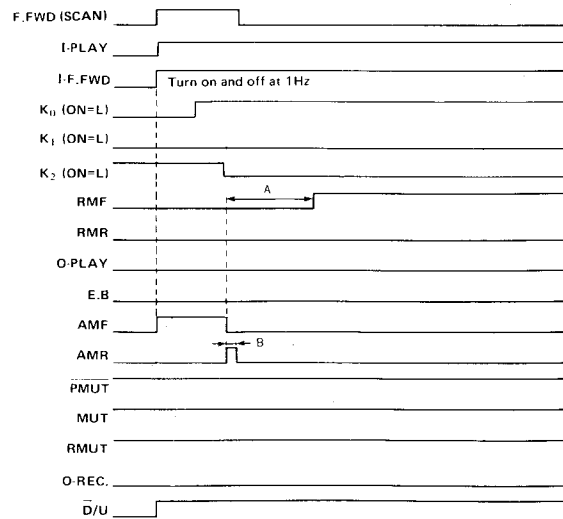 F.FWD (SCAN)
I-PLAY
I-F.FWD Turn on and off at 1Hz
K0 (ON=L)
K1 (ON=L)
K2 (ON=L)
A
RMF
RMR
O-PLAY
E.B
AMF
B
AMR
P̅M̅U̅T̅
MUT
RMUT
O-REC.
D̅/U